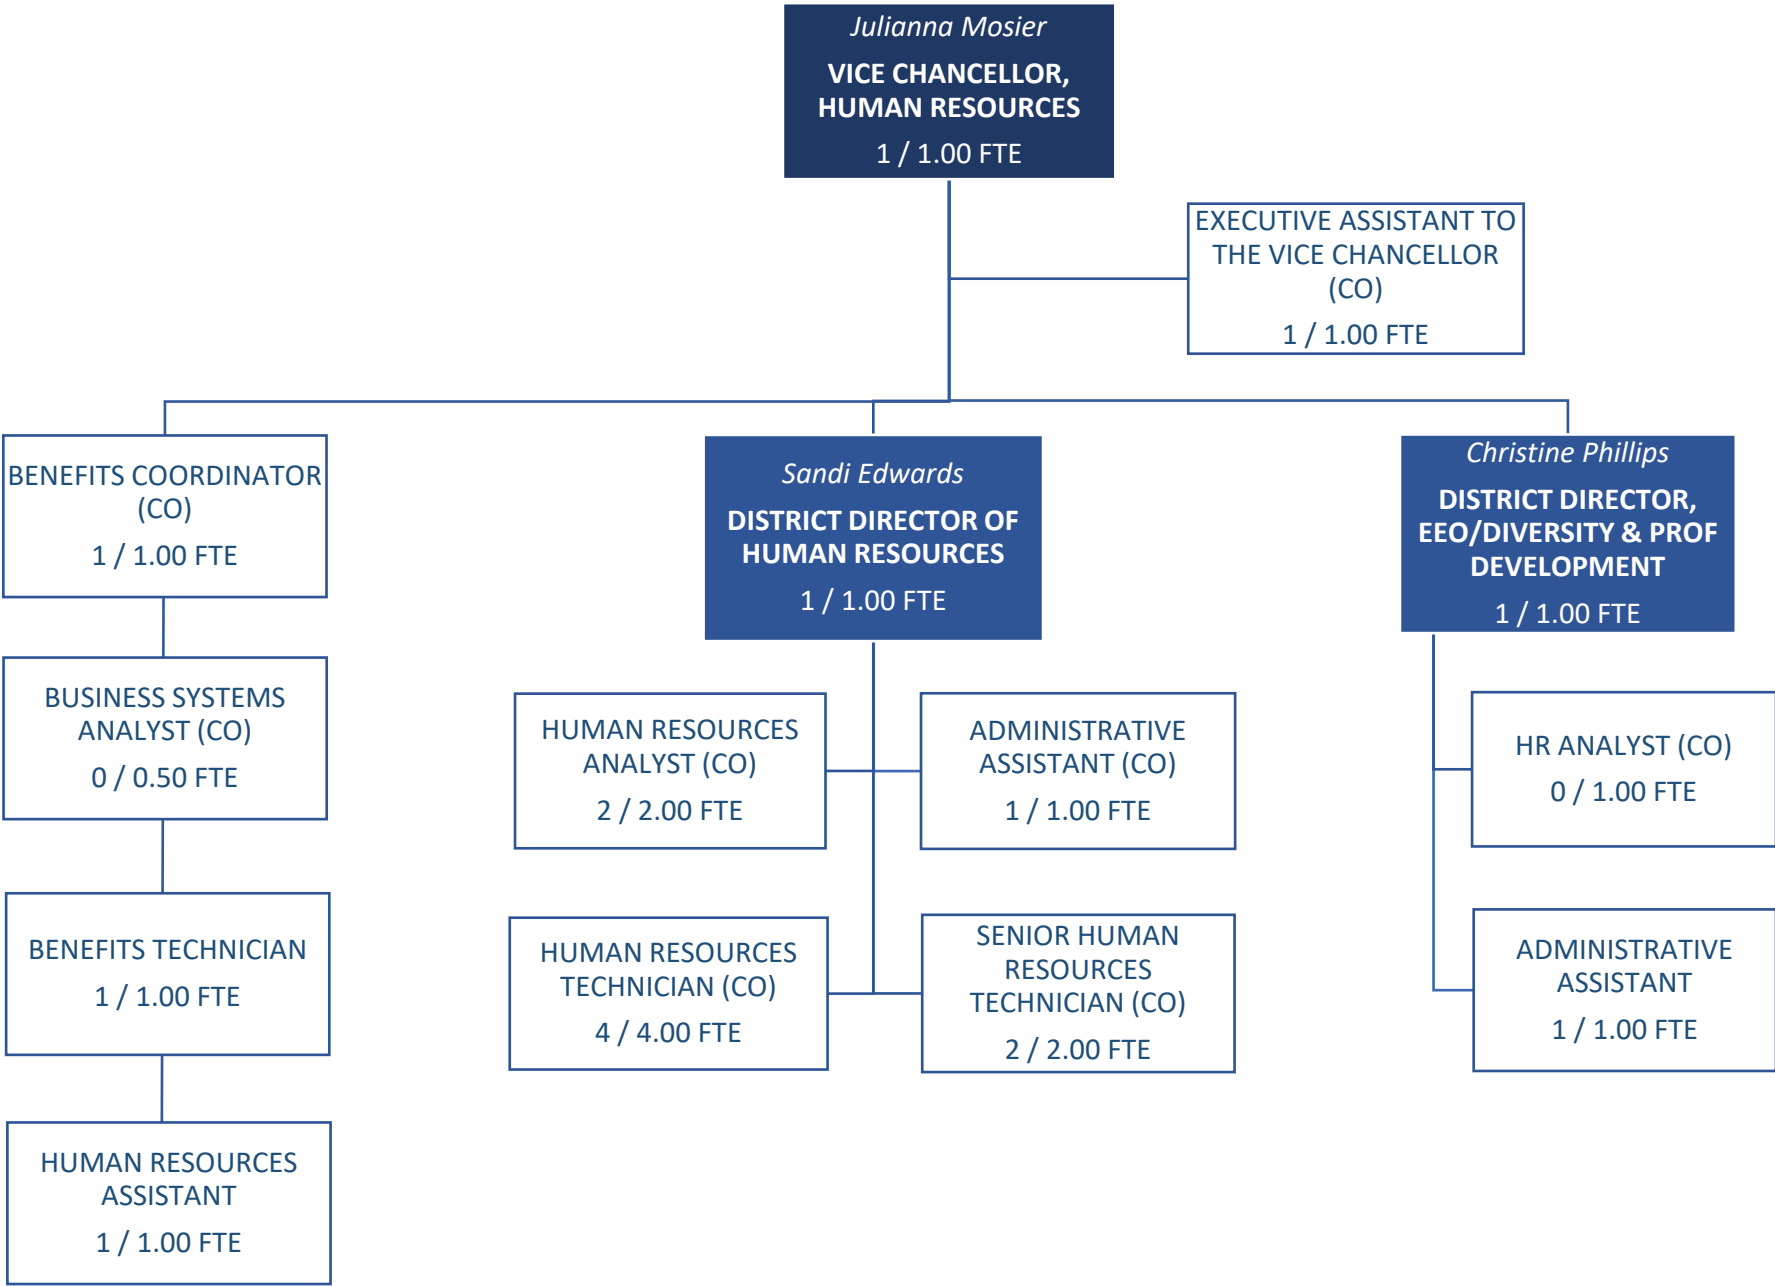 Julianna Mosier
VICE CHANCELLOR,
HUMAN RESOURCES
1 / 1.00 FTE
EXECUTIVE ASSISTANT TO
THE VICE CHANCELLOR
(CO)
1 / 1.00 FTE
BENEFITS COORDINATOR
(CO)
1 / 1.00 FTE
BUSINESS SYSTEMS
ANALYST (CO)
0 / 0.50 FTE
BENEFITS TECHNICIAN
1 / 1.00 FTE
HUMAN RESOURCES
ASSISTANT
1 / 1.00 FTE
Sandi Edwards
DISTRICT DIRECTOR OF
HUMAN RESOURCES
1 / 1.00 FTE
HUMAN RESOURCES
ANALYST (CO)
2 / 2.00 FTE
ADMINISTRATIVE
ASSISTANT (CO)
1 / 1.00 FTE
HUMAN RESOURCES
TECHNICIAN (CO)
4 / 4.00 FTE
SENIOR HUMAN
RESOURCES
TECHNICIAN (CO)
2 / 2.00 FTE
Christine Phillips
DISTRICT DIRECTOR,
EEO/DIVERSITY & PROF
DEVELOPMENT
1 / 1.00 FTE
HR ANALYST (CO)
0 / 1.00 FTE
ADMINISTRATIVE
ASSISTANT
1 / 1.00 FTE